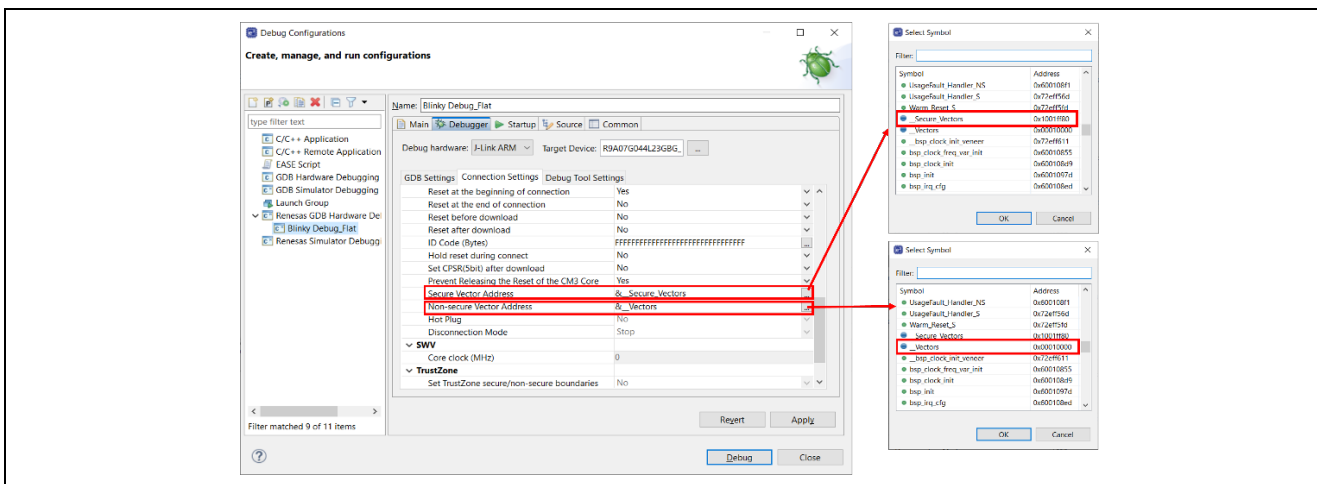 Debug Configurations
Create, manage, and run configurations
type filter text
C/C++ Application
C/C++ Remote Application
EASE Script
GDB Hardware Debugging
GDB Simulator Debugging
Launch Group
Renesas GDB Hardware De
Blinky Debug_Flat
Renesas Simulator Debuggi
Filter matched 9 of 11 items
Name: Blinky Debug_Flat
Main Debugger Startup Source Common
Debug hardware: J-Link ARM Target Device: R9A07G044L23GBG_ ...
GDB Settings Connection Settings Debug Tool Settings
Reset at the beginning of connection Yes
Reset at the end of connection No
Reset before download No
Reset after download No
ID Code (Bytes) FFFFFFFFFFFFFFFFFFFFFFFFFFFFFFFF ...
Hold reset during connect No
Set CPSR(5bit) after download No
Prevent Releasing the Reset of the CM3 Core Yes
Secure Vector Address &__Secure_Vectors ...
Non-secure Vector Address &__Vectors ...
Hot Plug No
Disconnection Mode Stop
SWV
Core clock (MHz) 0
TrustZone
Set TrustZone secure/non-secure boundaries No
Revert Apply
Debug Close
Select Symbol
Filter:
Symbol Address
UsageFault_Handler_NS 0x600108f1
UsageFault_Handler_S 0x72eff56d
Warm_Reset_S 0x72eff5fd
__Secure_Vectors 0x1001ff80
__Vectors 0x00010000
__bsp_clock_init_veneer 0x72eff611
bsp_clock_freq_var_init 0x60010855
bsp_clock_init 0x600108d9
bsp_init 0x6001097d
bsp_irq_cfg 0x600108ed
OK Cancel
Select Symbol
Filter:
Symbol Address
UsageFault_Handler_NS 0x600108f1
UsageFault_Handler_S 0x72eff56d
Warm_Reset_S 0x72eff5fd
__Secure_Vectors 0x1001ff80
__Vectors 0x00010000
__bsp_clock_init_veneer 0x72eff611
bsp_clock_freq_var_init 0x60010855
bsp_clock_init 0x600108d9
bsp_init 0x6001097d
bsp_irq_cfg 0x600108ed
OK Cancel